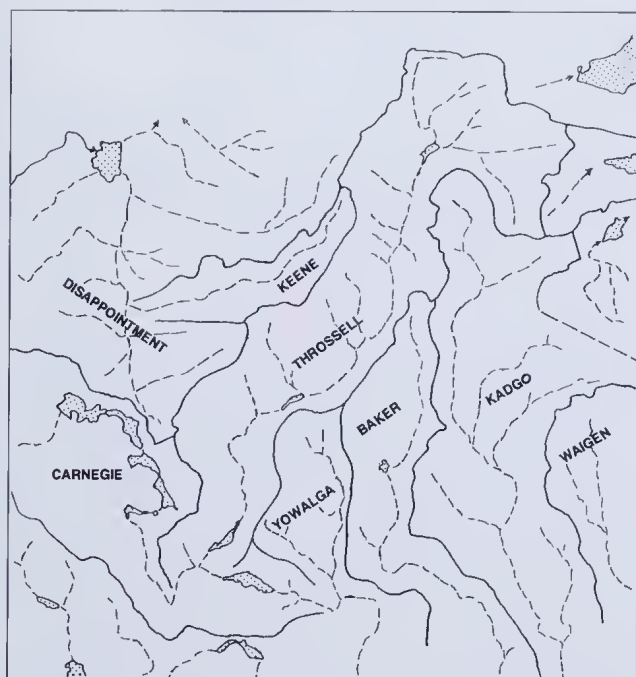 KEENE
DISAPPOINTMENT
THROSSELL
KADGO
BAKER
WAIGEN
CARNEGIE
YOWALGA